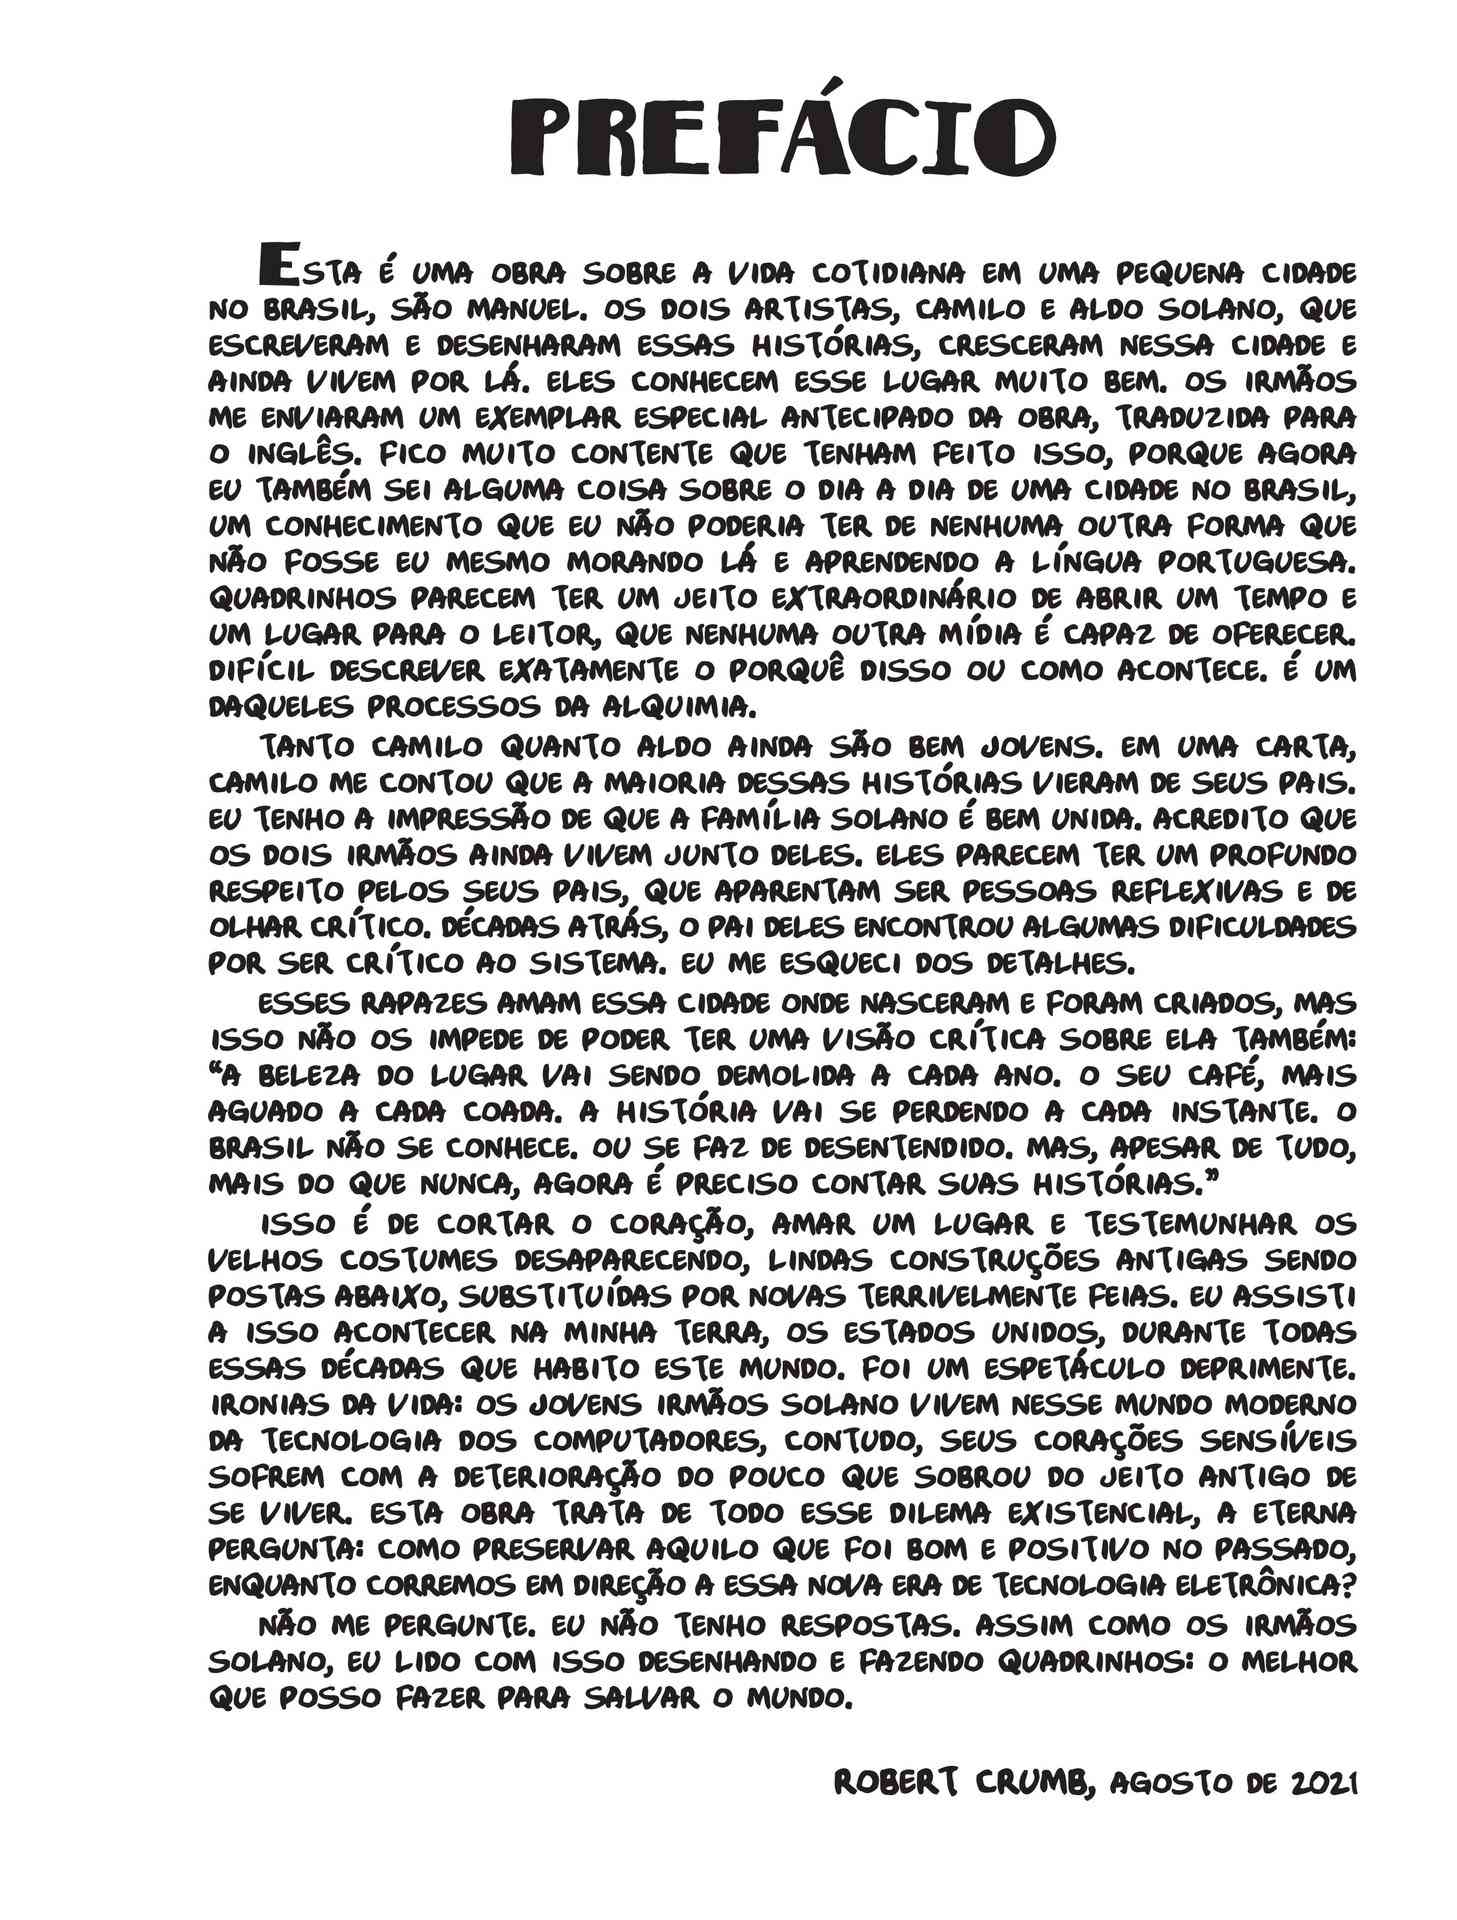 PREFÁCIO
ESTA É UMA OBRA SOBRE A VIDA COTIDIANA EM UMA PEQUENA CIDADE
NO BRASIL, SÃO MANUEL. OS DOIS ARTISTAS, CAMILO E ALDO SOLANO, QUE
ESCREVERAM E DESENHARAM ESSAS HISTÓRIAS, CRESCERAM NESSA CIDADE E
AINDA VIVEM POR LÁ. ELES CONHECEM ESSE LUGAR MUITO BEM. OS IRMÃOS
ME ENVIARAM UM EXEMPLAR ESPECIAL ANTECIPADO DA OBRA, TRADUZIDA PARA
O INGLÊS. FICO MUITO CONTENTE QUE TENHAM FEITO ISSO, PORQUE AGORA
EU TAMBÉM SEI ALGUMA COISA SOBRE O DIA A DIA DE UMA CIDADE NO BRASIL,
UM CONHECIMENTO QUE EU NÃO PODERIA TER DE NENHUMA OUTRA FORMA QUE
NÃO FOSSE EU MESMO MORANDO LÁ E APRENDENDO A LÍNGUA PORTUGUESA.
QUADRINHOS PARECEM TER UM JEITO EXTRAORDINÁRIO DE ABRIR UM TEMPO E
UM LUGAR PARA O LEITOR, QUE NENHUMA OUTRA MÍDIA É CAPAZ DE OFERECER.
DIFÍCIL DESCREVER EXATAMENTE O PORQUÊ DISSO OU COMO ACONTECE. É UM
DAQUELES PROCESSOS DA ALQUIMIA.
TANTO CAMILO QUANTO ALDO AINDA SÃO BEM JOVENS. EM UMA CARTA,
CAMILO ME CONTOU QUE A MAIORIA DESSAS HISTÓRIAS VIERAM DE SEUS PAIS.
EU TENHO A IMPRESSÃO DE QUE A FAMÍLIA SOLANO É BEM UNIDA. ACREDITO QUE
OS DOIS IRMÃOS AINDA VIVEM JUNTO DELES. ELES PARECEM TER UM PROFUNDO
RESPEITO PELOS SEUS PAIS, QUE APARENTAM SER PESSOAS REFLEXIVAS E DE
OLHAR CRÍTICO. DÉCADAS ATRÁS, O PAI DELES ENCONTROU ALGUMAS DIFICULDADES
POR SER CRÍTICO AO SISTEMA. EU ME ESQUECI DOS DETALHES.
ESSES RAPAZES AMAM ESSA CIDADE ONDE NASCERAM E FORAM CRIADOS, MAS
ISSO NÃO OS IMPEDE DE PODER TER UMA VISÃO CRÍTICA SOBRE ELA TAMBÉM:
“A BELEZA DO LUGAR VAI SENDO DEMOLIDA A CADA ANO. O SEU CAFÉ, MAIS
AGUADO A CADA COADA. A HISTÓRIA VAI SE PERDENDO A CADA INSTANTE. O
BRASIL NÃO SE CONHECE. OU SE FAZ DE DESENTENDIDO. MAS, APESAR DE TUDO,
MAIS DO QUE NUNCA, AGORA É PRECISO CONTAR SUAS HISTÓRIAS.”
ISSO É DE CORTAR O CORAÇÃO, AMAR UM LUGAR E TESTEMUNHAR OS
VELHOS COSTUMES DESAPARECENDO, LINDAS CONSTRUÇÕES ANTIGAS SENDO
POSTAS ABAIXO, SUBSTITUÍDAS POR NOVAS TERRIVELMENTE FEIAS. EU ASSISTI
A ISSO ACONTECER NA MINHA TERRA, OS ESTADOS UNIDOS, DURANTE TODAS
ESSAS DÉCADAS QUE HABITO ESTE MUNDO. FOI UM ESPETÁCULO DEPRIMENTE.
IRONIAS DA VIDA: OS JOVENS IRMÃOS SOLANO VIVEM NESSE MUNDO MODERNO
DA TECNOLOGIA DOS COMPUTADORES, CONTUDO, SEUS CORAÇÕES SENSÍVEIS
SOFREM COM A DETERIORAÇÃO DO POUCO QUE SOBROU DO JEITO ANTIGO DE
SE VIVER. ESTA OBRA TRATA DE TODO ESSE DILEMA EXISTENCIAL, A ETERNA
PERGUNTA: COMO PRESERVAR AQUILO QUE FOI BOM E POSITIVO NO PASSADO,
ENQUANTO CORREMOS EM DIREÇÃO A ESSA NOVA ERA DE TECNOLOGIA ELETRÔNICA?
NÃO ME PERGUNTE. EU NÃO TENHO RESPOSTAS. ASSIM COMO OS IRMÃOS
SOLANO, EU LIDO COM ISSO DESENHANDO E FAZENDO QUADRINHOS: O MELHOR
QUE POSSO FAZER PARA SALVAR O MUNDO.
ROBERT CRUMB, AGOSTO DE 2021